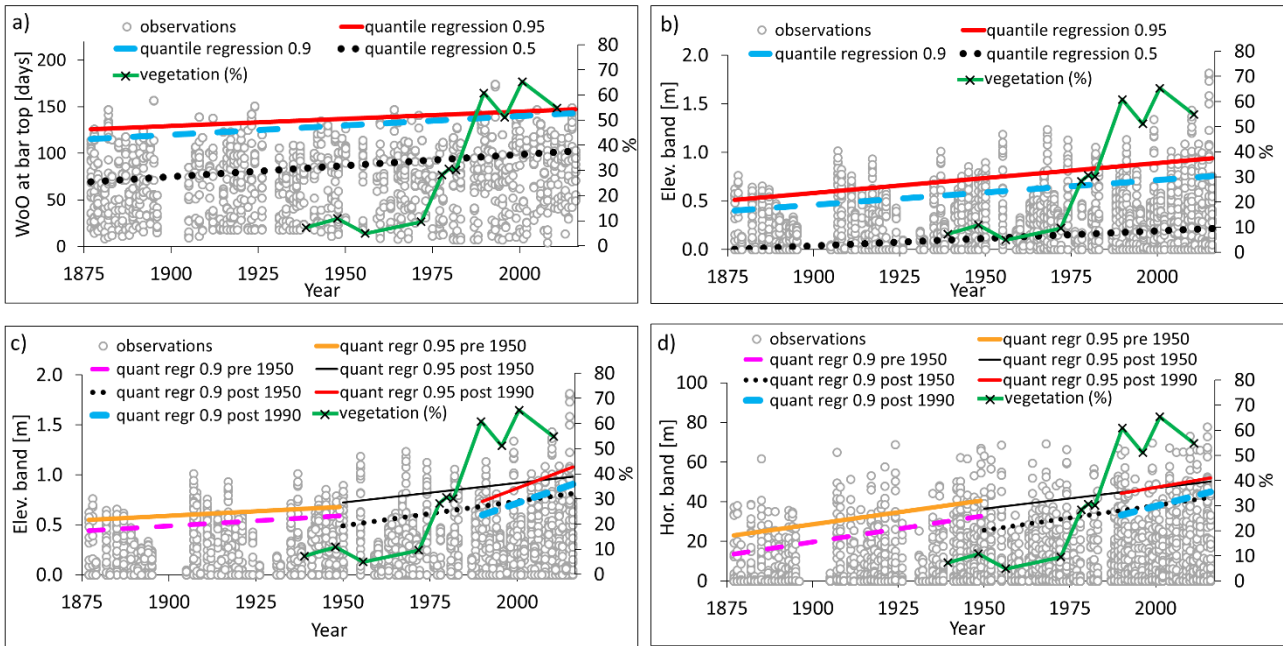 a)
observations
quantile regression 0.95
quantile regression 0.9
quantile regression 0.5
vegetation (%)
WoO at bar top [days]
200
150
100
50
0
80
70
60
50
40
30
20
10
0
%
1875 1900 1925 1950 1975 2000
Year
b)
observations
quantile regression 0.95
quantile regression 0.9
quantile regression 0.5
vegetation (%)
Elev. band [m]
2.0
1.5
1.0
0.5
0.0
80
70
60
50
40
30
20
10
0
%
1875 1900 1925 1950 1975 2000
Year
c)
observations
quant regr 0.95 pre 1950
quant regr 0.9 pre 1950
quant regr 0.95 post 1950
quant regr 0.9 post 1950
quant regr 0.95 post 1990
quant regr 0.9 post 1990
vegetation (%)
Elev. band [m]
2.0
1.5
1.0
0.5
0.0
80
70
60
50
40
30
20
10
0
%
1875 1900 1925 1950 1975 2000
Year
d)
observations
quant regr 0.95 pre 1950
quant regr 0.9 pre 1950
quant regr 0.95 post 1950
quant regr 0.9 post 1950
quant regr 0.95 post 1990
quant regr 0.9 post 1990
vegetation (%)
Hor. band [m]
100
80
60
40
20
0
80
70
60
50
40
30
20
10
0
%
1875 1900 1925 1950 1975 2000
Year